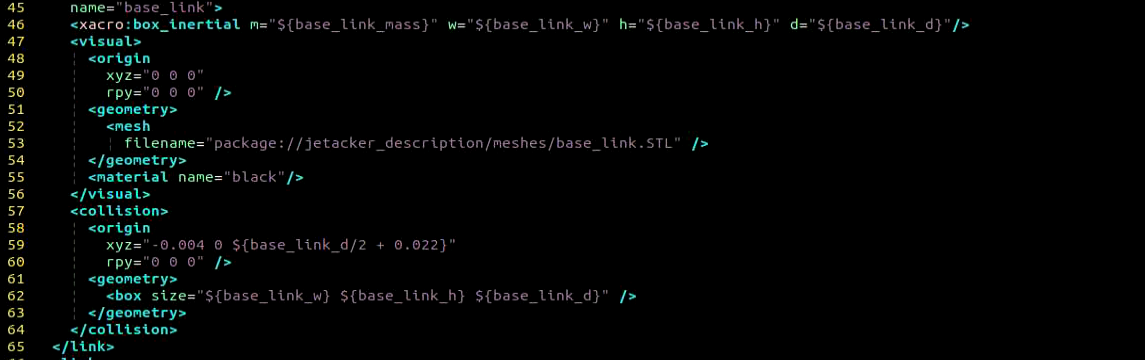 45 name="base_link">
46 <xacro:box_inertial m="${base_link_mass}" w="${base_link_w}" h="${base_link_h}" d="${base_link_d}"/>
47 <visual>
48 <origin
49 xyz="0 0 0"
50 rpy="0 0 0" />
51 <geometry>
52 <mesh
53 filename="package://jetacker_description/meshes/base_link.STL" />
54 </geometry>
55 <material name="black"/>
56 </visual>
57 <collision>
58 <origin
59 xyz="-0.004 0 ${base_link_d/2 + 0.022}"
60 rpy="0 0 0" />
61 <geometry>
62 <box size="${base_link_w} ${base_link_h} ${base_link_d}" />
63 </geometry>
64 </collision>
65 </link>